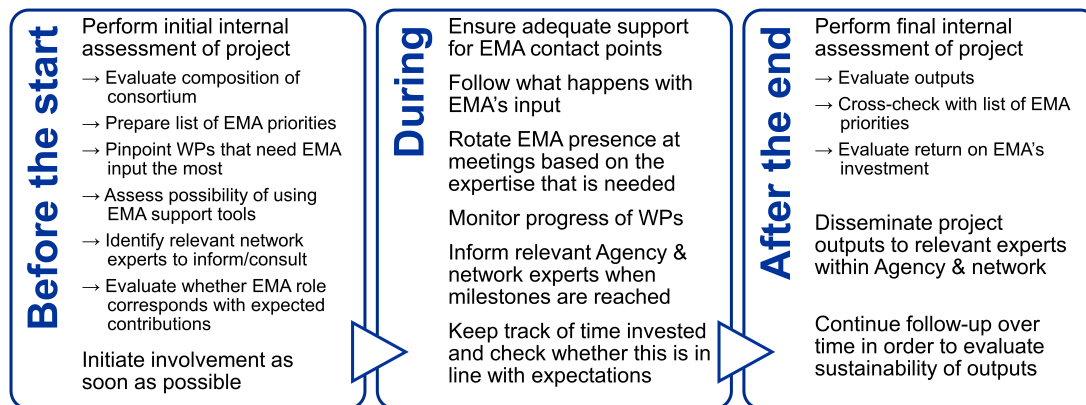 Before the start
Perform initial internal
assessment of project
→ Evaluate composition of
consortium
→ Prepare list of EMA priorities
→ Pinpoint WPs that need EMA
input the most
→ Assess possibility of using
EMA support tools
→ Identify relevant network
experts to inform/consult
→ Evaluate whether EMA role
corresponds with expected
contributions
Initiate involvement as
soon as possible
During
Ensure adequate support
for EMA contact points
Follow what happens with
EMA’s input
Rotate EMA presence at
meetings based on the
expertise that is needed
Monitor progress of WPs
Inform relevant Agency &
network experts when
milestones are reached
Keep track of time invested
and check whether this is in
line with expectations
After the end
Perform final internal
assessment of project
→ Evaluate outputs
→ Cross-check with list of EMA
priorities
→ Evaluate return on EMA’s
investment
Disseminate project
outputs to relevant experts
within Agency & network
Continue follow-up over
time in order to evaluate
sustainability of outputs